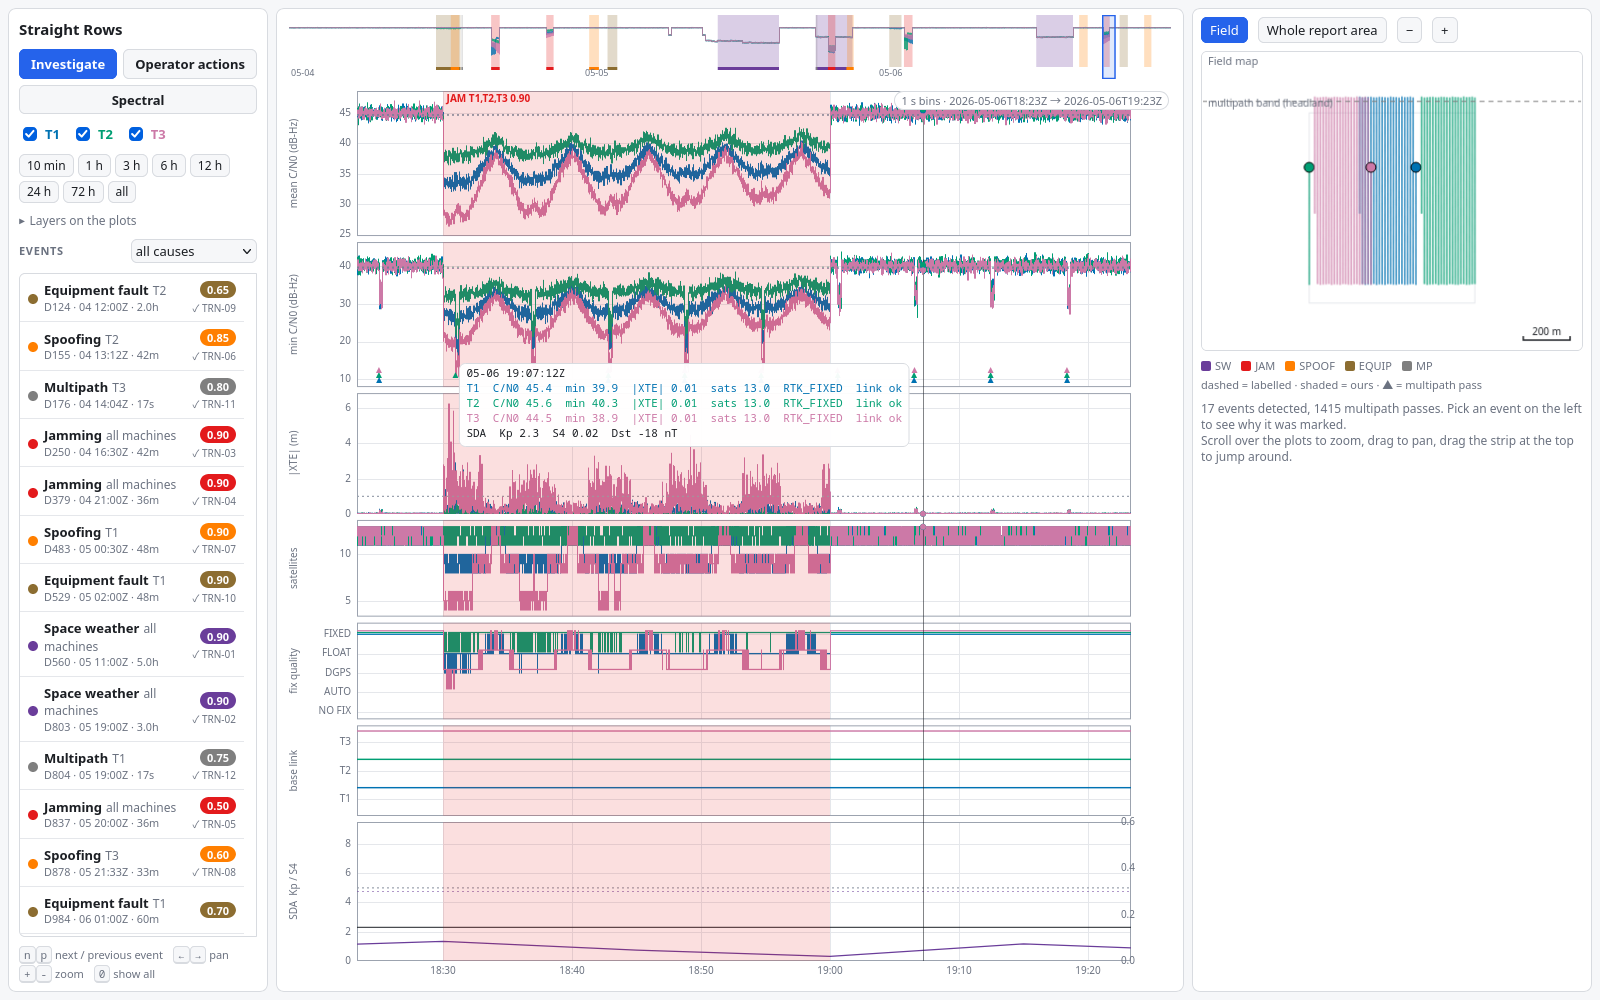 Straight Rows
Investigate
Operator actions
Spectral
T1 T2 T3
10 min 1 h 3 h 6 h 12 h
24 h 72 h all
▸ Layers on the plots
EVENTS all causes
Equipment fault T2 0.65
D124 · 04 12:00Z · 2.0h ✓ TRN-09
Spoofing T2 0.85
D155 · 04 13:12Z · 42m ✓ TRN-06
Multipath T3 0.80
D176 · 04 14:04Z · 17s ✓ TRN-11
Jamming all machines 0.90
D250 · 04 16:30Z · 42m ✓ TRN-03
Jamming all machines 0.90
D379 · 04 21:00Z · 36m ✓ TRN-04
Spoofing T1 0.90
D483 · 05 00:30Z · 48m ✓ TRN-07
Equipment fault T1 0.90
D529 · 05 02:00Z · 48m ✓ TRN-10
Space weather all machines 0.90
D560 · 05 11:00Z · 5.0h ✓ TRN-01
Space weather all machines 0.90
D803 · 05 19:00Z · 3.0h ✓ TRN-02
Multipath T1 0.75
D804 · 05 19:00Z · 17s ✓ TRN-12
Jamming all machines 0.50
D837 · 05 20:00Z · 36m ✓ TRN-05
Spoofing T3 0.60
D878 · 05 21:33Z · 33m ✓ TRN-08
Equipment fault T1 0.70
D984 · 06 01:00Z · 60m
n p next / previous event ← → pan
+ - zoom 0 show all
05-04 05-05 05-06
JAM T1,T2,T3 0.90
1 s bins · 2026-05-06T18:23Z → 2026-05-06T19:23Z
mean C/N0 (dB-Hz)
45
40
35
30
25
min C/N0 (dB-Hz)
40
30
20
10
05-06 19:07:12Z
T1 C/N0 45.4 min 39.9 |XTE| 0.01 sats 13.0 RTK_FIXED link ok
T2 C/N0 45.6 min 40.3 |XTE| 0.01 sats 13.0 RTK_FIXED link ok
T3 C/N0 44.5 min 38.9 |XTE| 0.01 sats 13.0 RTK_FIXED link ok
SDA Kp 2.3 S4 0.02 Dst -18 nT
|XTE| (m)
6
4
2
0
satellites
10
5
fix quality
FIXED
FLOAT
DGPS
AUTO
NO FIX
base link
T3
T2
T1
SDA Kp / S4
8
6
4
2
0
0.6
0.4
0.2
0.0
18:30 18:40 18:50 19:00 19:10 19:20
Field
Whole report area
−
+
Field map
multipath band (headland)
200 m
SW JAM SPOOF EQUIP MP
dashed = labelled · shaded = ours · ▲ = multipath pass
17 events detected, 1415 multipath passes. Pick an event on the left
to see why it was marked.
Scroll over the plots to zoom, drag to pan, drag the strip at the top
to jump around.